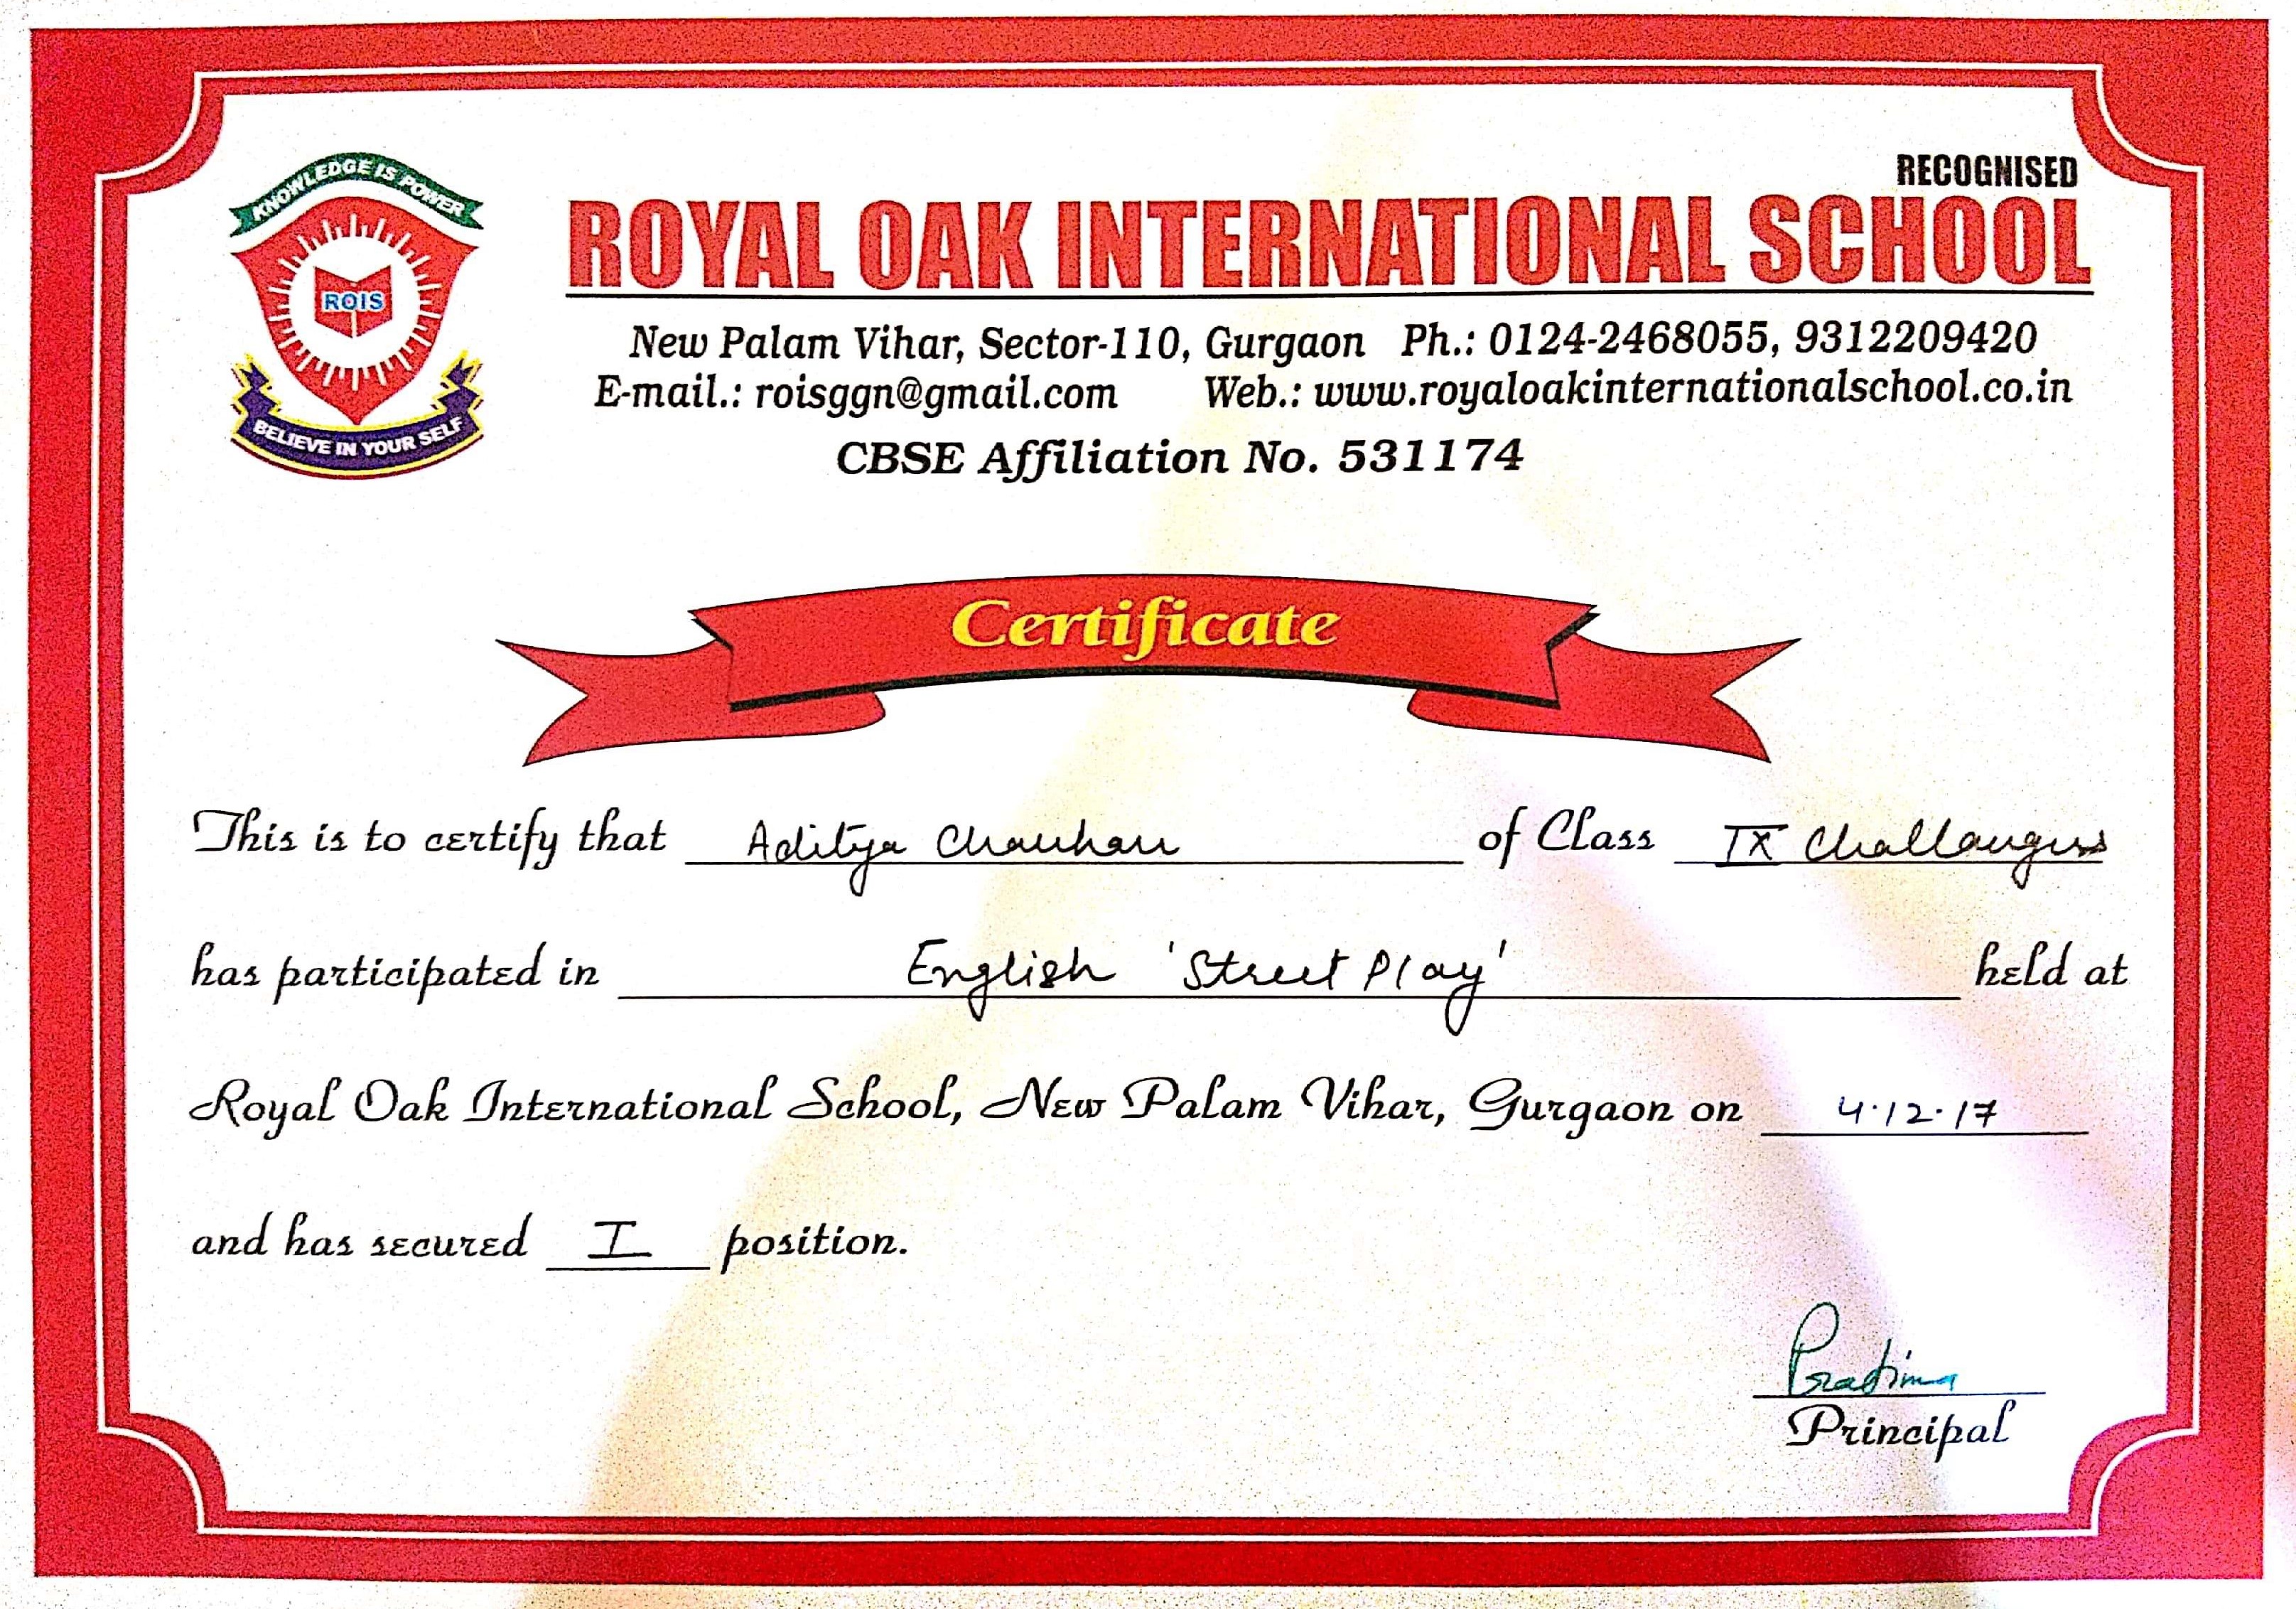 KNOWLEDGE IS POWER
ROIS
BELIEVE IN YOUR SELF
RECOGNISED
ROYAL OAK INTERNATIONAL SCHOOL
New Palam Vihar, Sector-110, Gurgaon Ph.: 0124-2468055, 9312209420
E-mail.: roisggn@gmail.com Web.: www.royaloakinternationalschool.co.in
CBSE Affiliation No. 531174
Certificate
This is to certify that Aditya Chauhan of Class IX Challangers
has participated in English 'Street Play' held at
Royal Oak International School, New Palam Vihar, Gurgaon on 4.12.17
and has secured I position.
Pratima
Principal